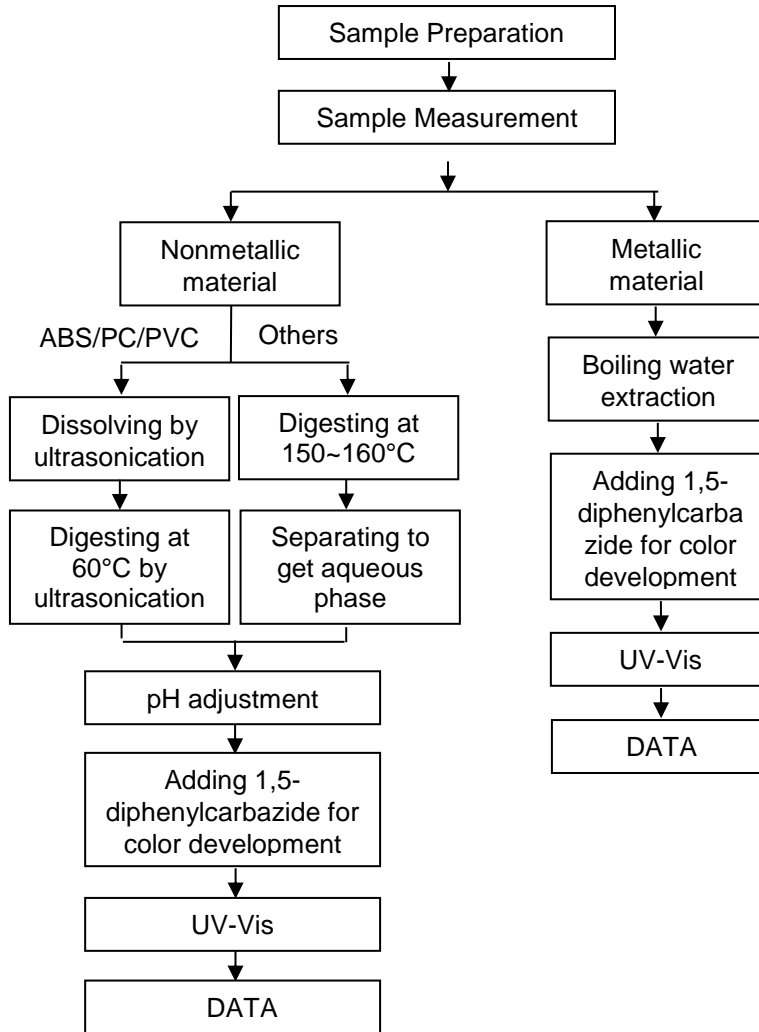 Sample Preparation
Sample Measurement
Nonmetallic
material
Metallic
material
ABS/PC/PVC
Others
Boiling water
extraction
Dissolving by
ultrasonication
Digesting at
150~160°C
Adding 1,5-
diphenylcarba
zide for color
development
Digesting at
60°C by
ultrasonication
Separating to
get aqueous
phase
UV-Vis
pH adjustment
DATA
Adding 1,5-
diphenylcarbazide for
color development
UV-Vis
DATA